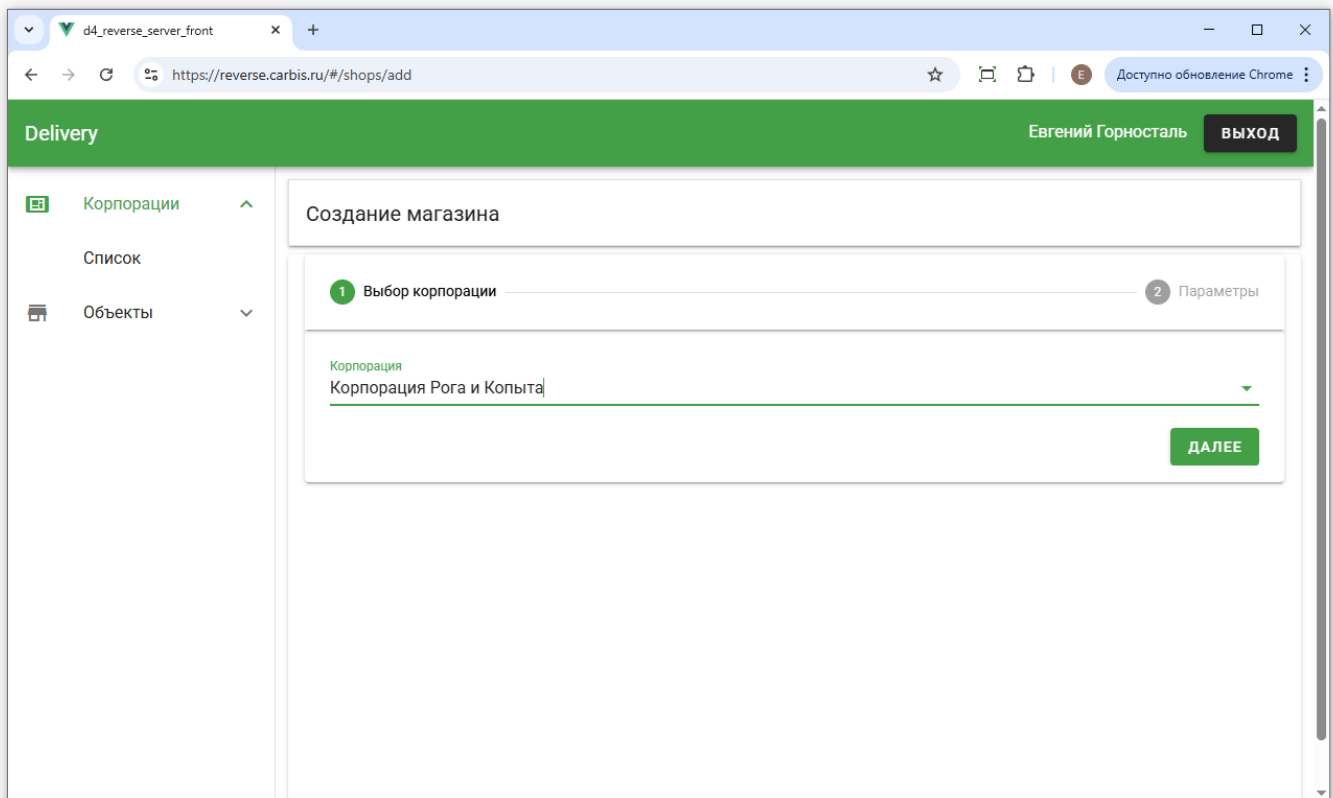 d4_reverse_server_front
https://reverse.carbis.ru/#/shops/add
E
Доступно обновление Chrome
Delivery
Евгений Горносталь
ВЫХОД
Корпорации
Список
Объекты
Создание магазина
1 Выбор корпорации
2 Параметры
Корпорация
Корпорация Рога и Копыта
ДАЛЕЕ